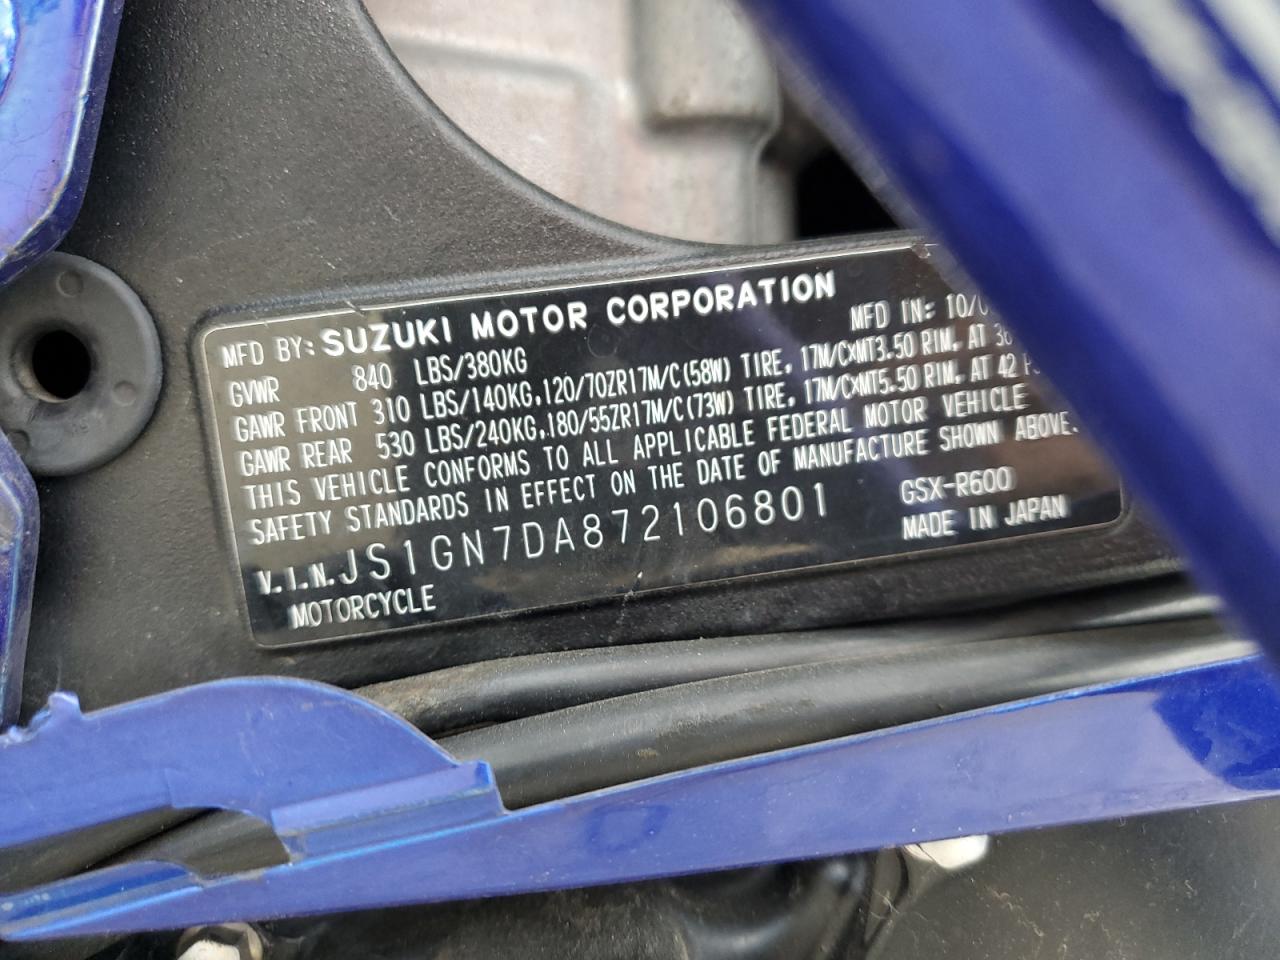 MFD BY: SUZUKI MOTOR CORPORATION
MFD IN: 10/
GVWR 840 LBS/380KG
GAWR FRONT 310 LBS/140KG, 120/70ZR17M/C(58W) TIRE, 17M/CxMT3.50 RIM, AT
GAWR REAR 530 LBS/240KG, 180/55ZR17M/C(73W) TIRE, 17M/CxMT5.50 RIM, AT 42
THIS VEHICLE CONFORMS TO ALL APPLICABLE FEDERAL MOTOR VEHICLE
SAFETY STANDARDS IN EFFECT ON THE DATE OF MANUFACTURE SHOWN ABOVE.
V.I.N. JS1GN7DA872106801 GSX-R600
MOTORCYCLE MADE IN JAPAN